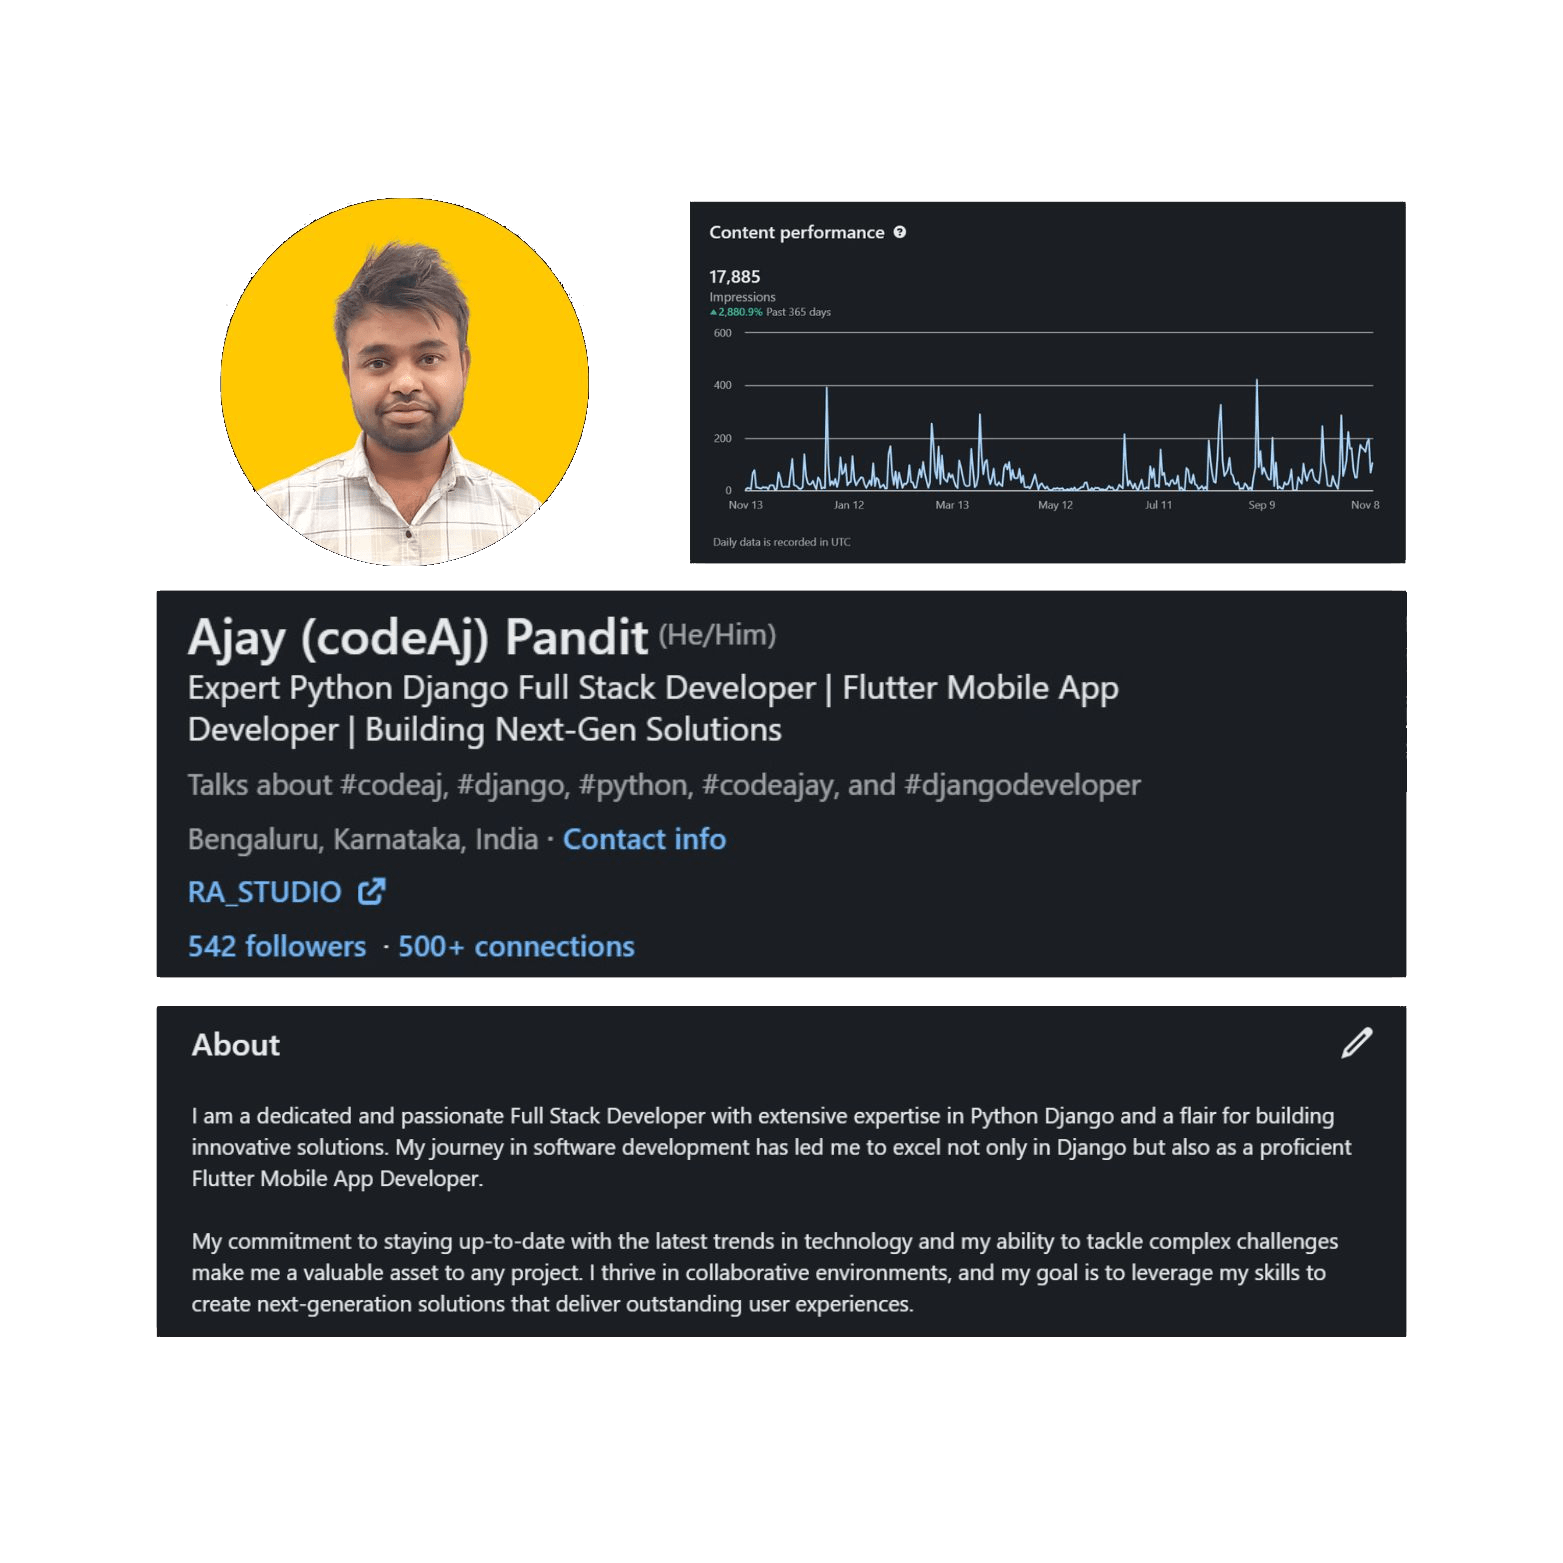 Content performance
17,885
Impressions
▲2,880.9% Past 365 days
600
400
200
0
Nov 13 Jan 12 Mar 13 May 12 Jul 11 Sep 9 Nov 8
Daily data is recorded in UTC
Ajay (codeAj) Pandit (He/Him)
Expert Python Django Full Stack Developer | Flutter Mobile App
Developer | Building Next-Gen Solutions
Talks about #codeaj, #django, #python, #codeajay, and #djangodeveloper
Bengaluru, Karnataka, India · Contact info
RA_STUDIO
542 followers · 500+ connections
About
I am a dedicated and passionate Full Stack Developer with extensive expertise in Python Django and a flair for building
innovative solutions. My journey in software development has led me to excel not only in Django but also as a proficient
Flutter Mobile App Developer.
My commitment to staying up-to-date with the latest trends in technology and my ability to tackle complex challenges
make me a valuable asset to any project. I thrive in collaborative environments, and my goal is to leverage my skills to
create next-generation solutions that deliver outstanding user experiences.